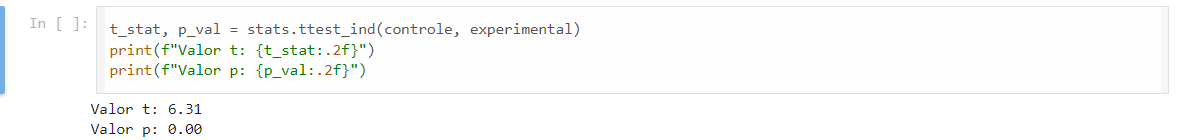 In [ ]: t_stat, p_val = stats.ttest_ind(controle, experimental)
print(f"Valor t: {t_stat:.2f}")
print(f"Valor p: {p_val:.2f}")
Valor t: 6.31
Valor p: 0.00